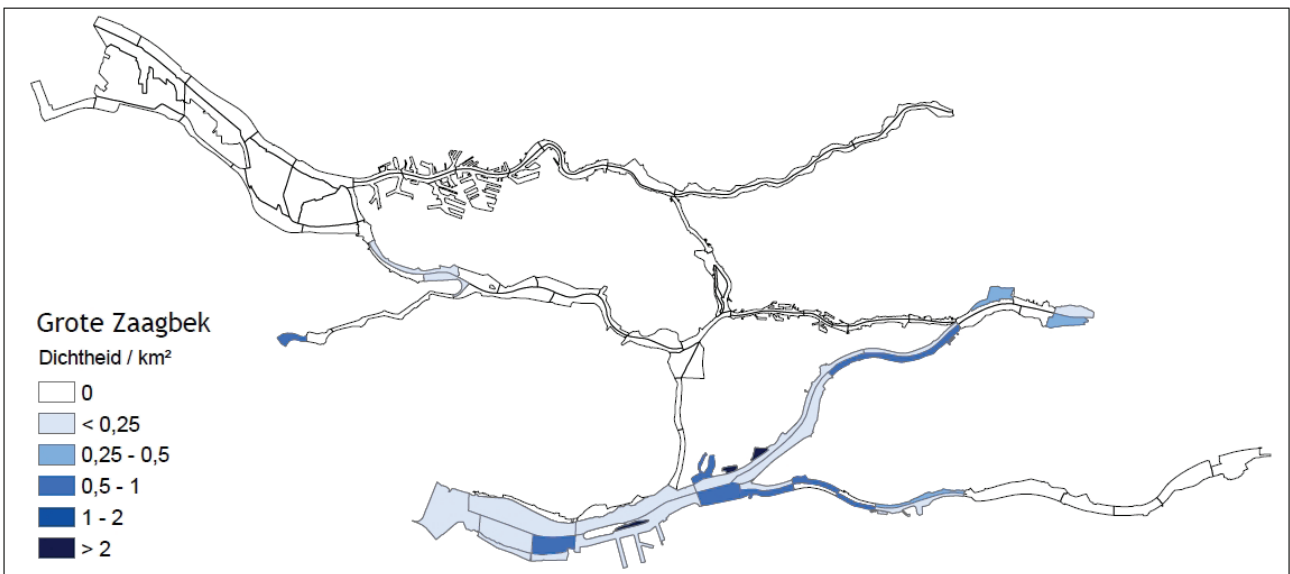 Grote Zaagbek
Dichtheid / km²
0
< 0,25
0,25 - 0,5
0,5 - 1
1 - 2
> 2